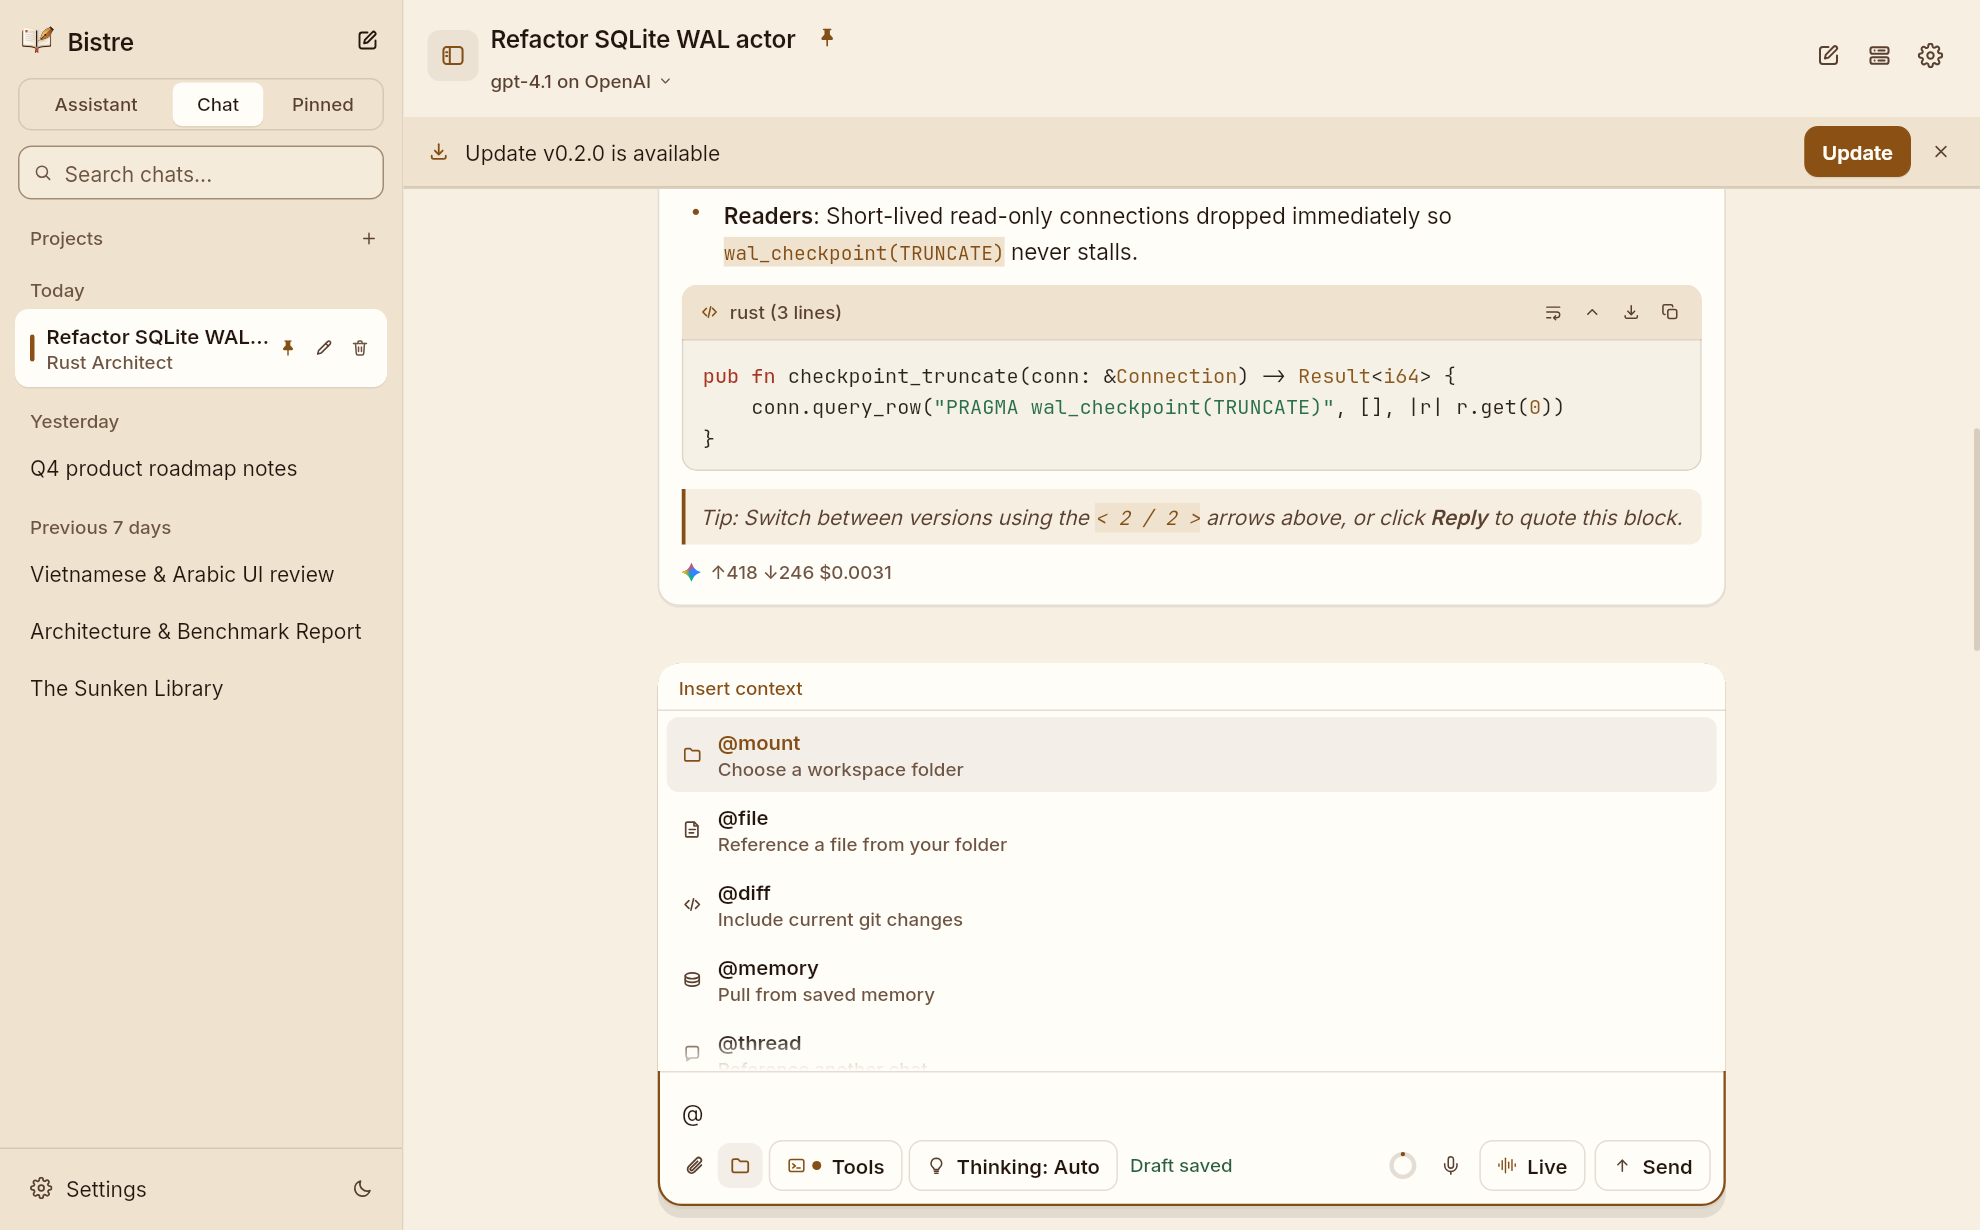 Bistre
Assistant
Chat
Pinned
Search chats...
Projects
Today
Refactor SQLite WAL...
Rust Architect
Yesterday
Q4 product roadmap notes
Previous 7 days
Vietnamese & Arabic UI review
Architecture & Benchmark Report
The Sunken Library
Settings
Refactor SQLite WAL actor
gpt-4.1 on OpenAI
Update v0.2.0 is available
Update
• Readers: Short-lived read-only connections dropped immediately so
wal_checkpoint(TRUNCATE) never stalls.
rust (3 lines)
pub fn checkpoint_truncate(conn: &Connection) -> Result<i64> {
    conn.query_row("PRAGMA wal_checkpoint(TRUNCATE)", [], |r| r.get(0))
}
Tip: Switch between versions using the < 2 / 2 > arrows above, or click Reply to quote this block.
↑418 ↓246 $0.0031
Insert context
@mount
Choose a workspace folder
@file
Reference a file from your folder
@diff
Include current git changes
@memory
Pull from saved memory
@thread
Reference another chat
@
Tools
Thinking: Auto
Draft saved
Live
Send